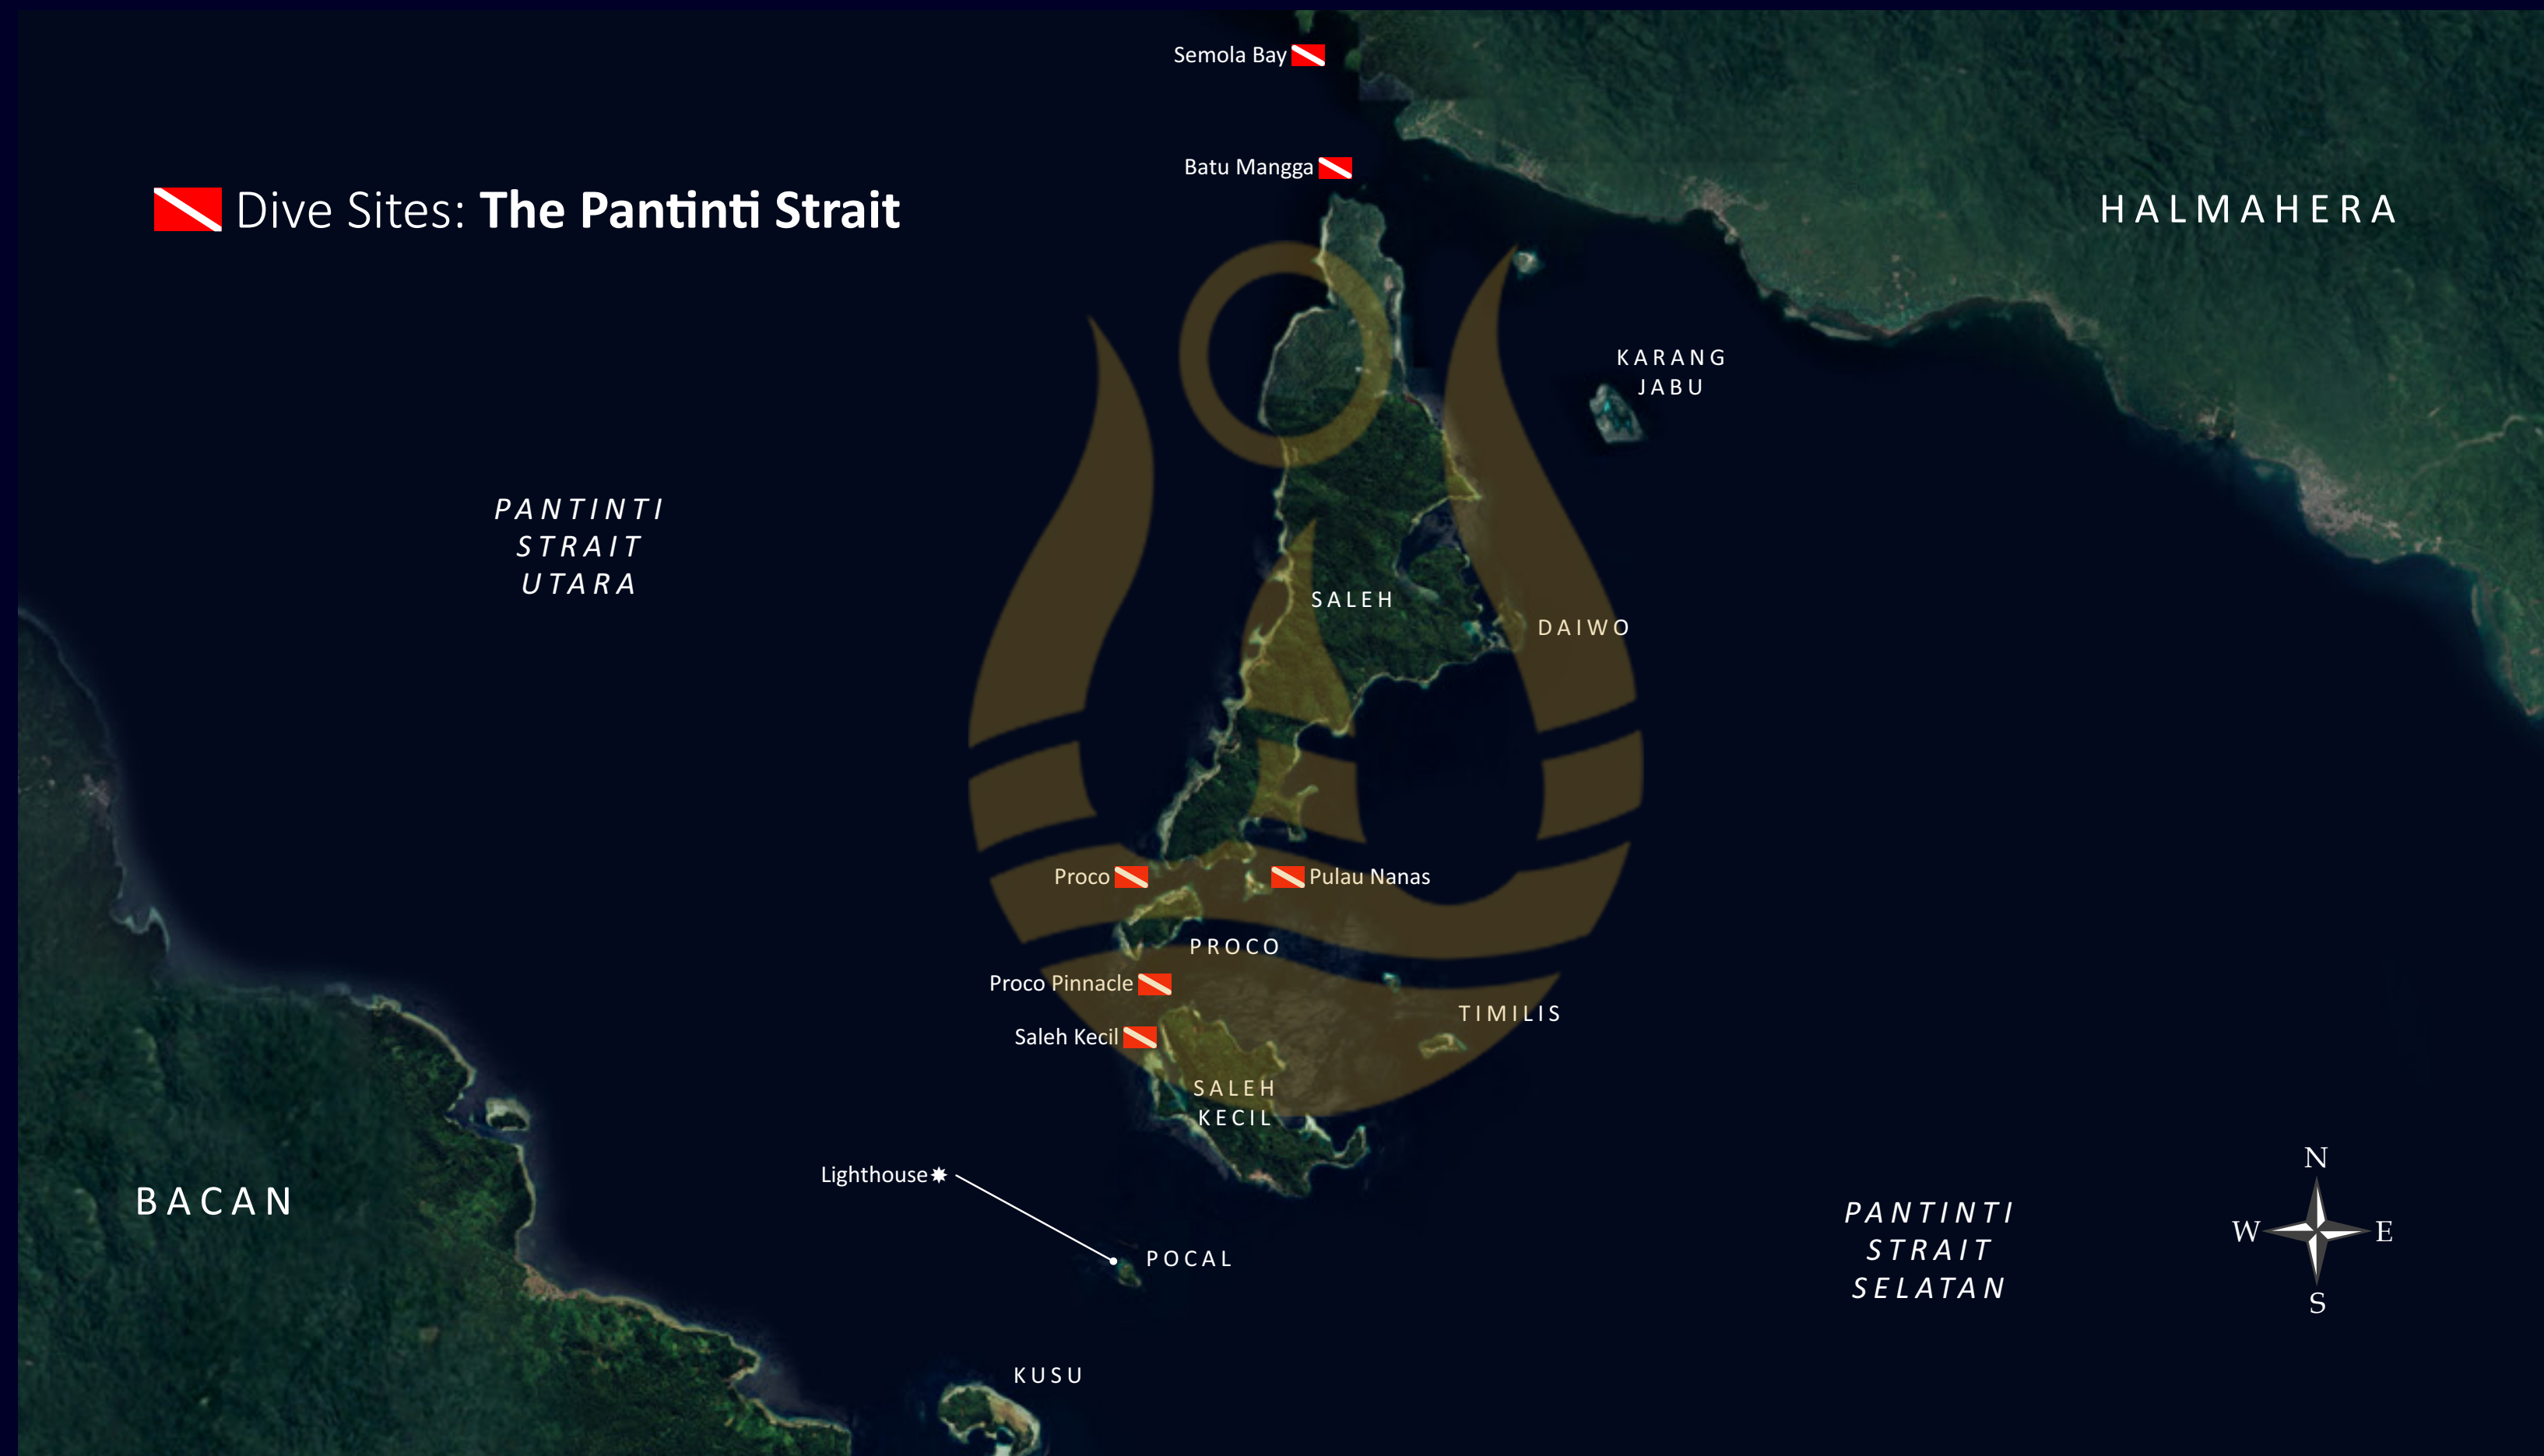 Semola Bay
Batu Mangga
Dive Sites: The Pantinti Strait
HALMAHERA
KARANG
JABU
PANTINTI
STRAIT
UTARA
SALEH
DAIWO
Proco
Pulau Nanas
PROCO
Proco Pinnacle
TIMILIS
Saleh Kecil
SALEH
KECIL
Lighthouse
BACAN
POCAL
PANTINTI
STRAIT
SELATAN
N
W
E
S
KUSU